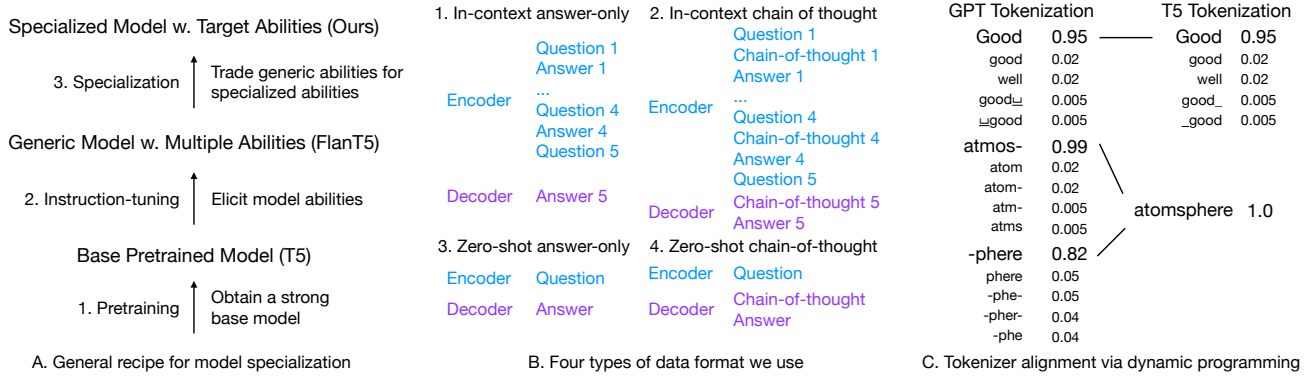 Specialized Model w. Target Abilities (Ours)
3. Specialization
Trade generic abilities for
specialized abilities
Generic Model w. Multiple Abilities (FlanT5)
2. Instruction-tuning
Elicit model abilities
Base Pretrained Model (T5)
1. Pretraining
Obtain a strong
base model
A. General recipe for model specialization
1. In-context answer-only
Encoder
Question 1
Answer 1
...
Question 4
Answer 4
Question 5
Decoder
Answer 5
2. In-context chain of thought
Encoder
Question 1
Chain-of-thought 1
Answer 1
...
Question 4
Chain-of-thought 4
Answer 4
Question 5
Decoder
Chain-of-thought 5
Answer 5
3. Zero-shot answer-only
Encoder Question
Decoder Answer
4. Zero-shot chain-of-thought
Encoder Question
Decoder
Chain-of-thought
Answer
B. Four types of data format we use
GPT Tokenization
Good 0.95
good 0.02
well 0.02
good␣ 0.005
␣good 0.005
atmos- 0.99
atom 0.02
atom- 0.02
atm- 0.005
atms 0.005
-phere 0.82
phere 0.05
-phe- 0.05
-pher- 0.04
-phe 0.04
T5 Tokenization
Good 0.95
good 0.02
well 0.02
good_ 0.005
_good 0.005
atomsphere 1.0
C. Tokenizer alignment via dynamic programming